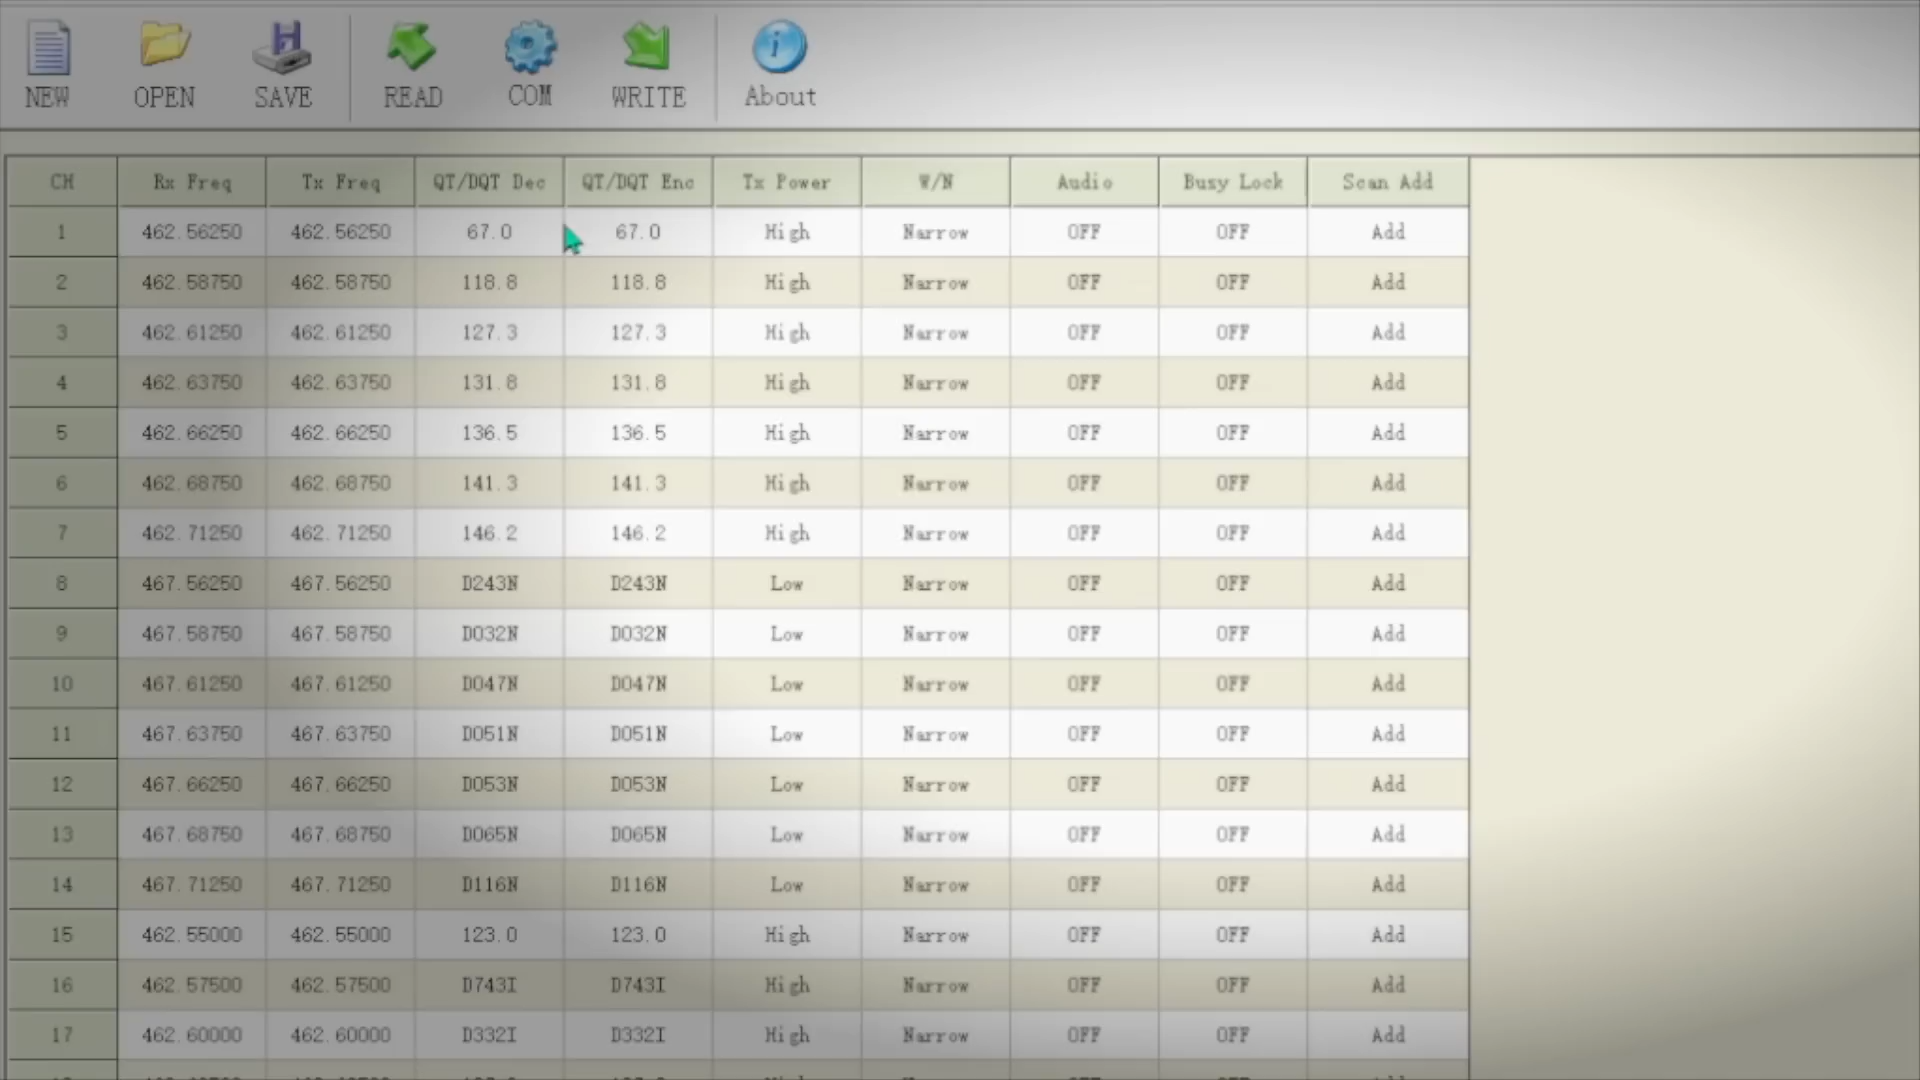 NEW OPEN SAVE READ COM WRITE About
CH Rx Freq Tx Freq QT/DQT Dec QT/DQT Enc Tx Power W/N Audio Busy Lock Scan Add
1 462.56250 462.56250 67.0 67.0 High Narrow OFF OFF Add
2 462.58750 462.58750 118.8 118.8 High Narrow OFF OFF Add
3 462.61250 462.61250 127.3 127.3 High Narrow OFF OFF Add
4 462.63750 462.63750 131.8 131.8 High Narrow OFF OFF Add
5 462.66250 462.66250 136.5 136.5 High Narrow OFF OFF Add
6 462.68750 462.68750 141.3 141.3 High Narrow OFF OFF Add
7 462.71250 462.71250 146.2 146.2 High Narrow OFF OFF Add
8 467.56250 467.56250 D243N D243N Low Narrow OFF OFF Add
9 467.58750 467.58750 D032N D032N Low Narrow OFF OFF Add
10 467.61250 467.61250 D047N D047N Low Narrow OFF OFF Add
11 467.63750 467.63750 D051N D051N Low Narrow OFF OFF Add
12 467.66250 467.66250 D053N D053N Low Narrow OFF OFF Add
13 467.68750 467.68750 D065N D065N Low Narrow OFF OFF Add
14 467.71250 467.71250 D116N D116N Low Narrow OFF OFF Add
15 462.55000 462.55000 123.0 123.0 High Narrow OFF OFF Add
16 462.57500 462.57500 D743I D743I High Narrow OFF OFF Add
17 462.60000 462.60000 D332I D332I High Narrow OFF OFF Add